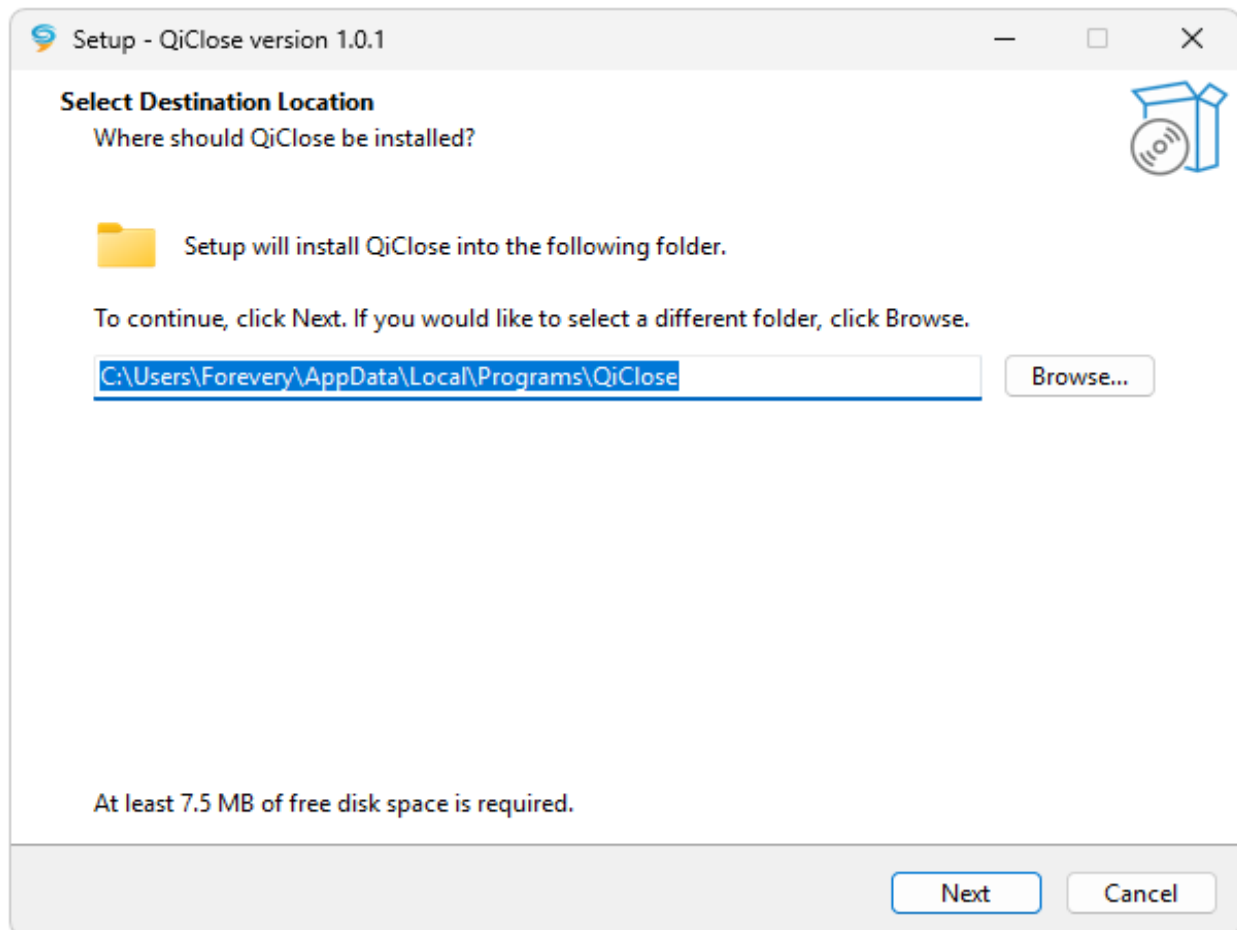 Setup - QiClose version 1.0.1
Select Destination Location
Where should QiClose be installed?
Setup will install QiClose into the following folder.
To continue, click Next. If you would like to select a different folder, click Browse.
C:\Users\Forevery\AppData\Local\Programs\QiClose
Browse...
At least 7.5 MB of free disk space is required.
Next
Cancel